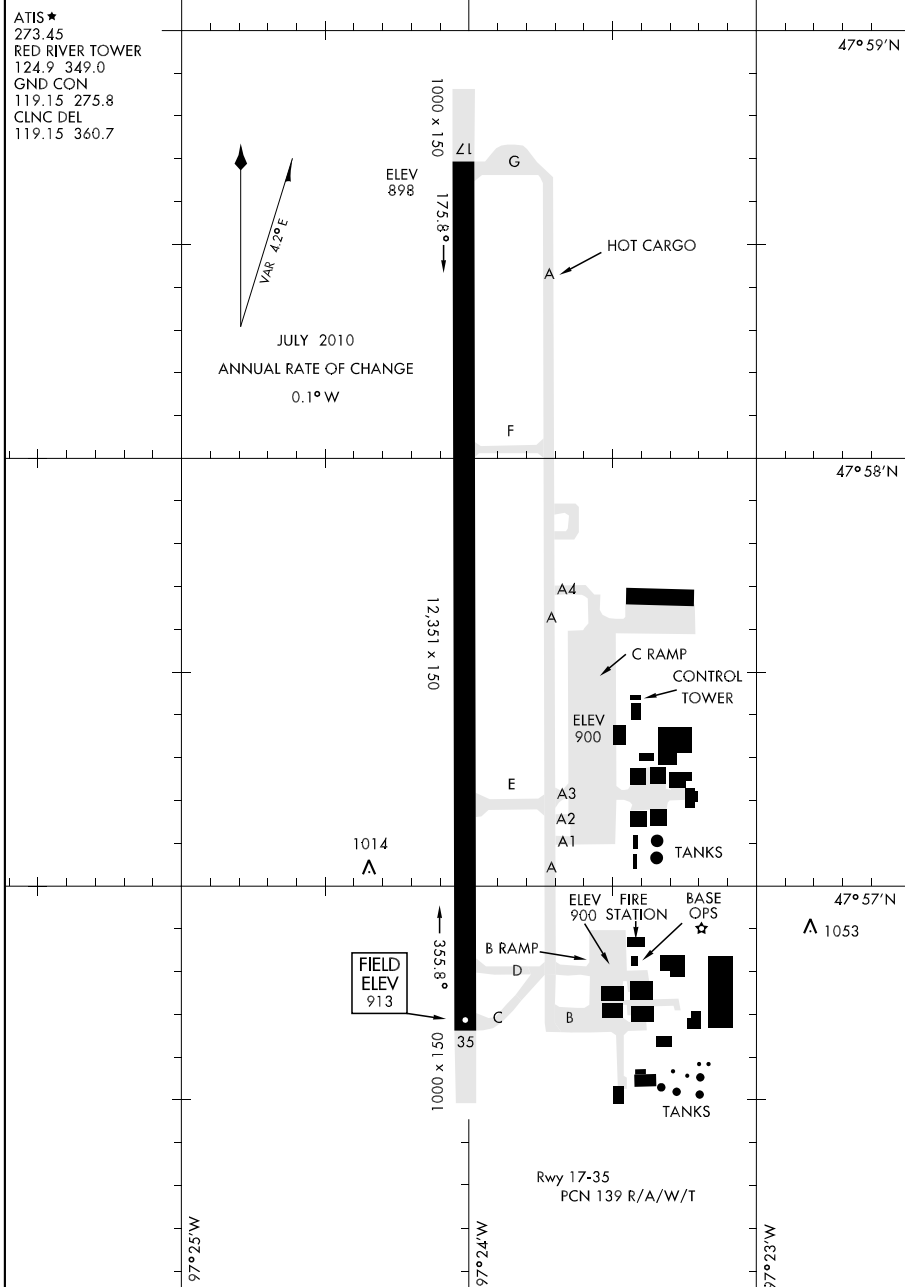 ATIS ★
273.45
RED RIVER TOWER
124.9 349.0
GND CON
119.15 275.8
CLNC DEL
119.15 360.7
47°59'N
1000 x 150
17
G
ELEV
898
175.8°
VAR 4.2° E
A
HOT CARGO
JULY 2010
ANNUAL RATE OF CHANGE
0.1° W
F
47°58'N
A4
A
12,351 x 150
C RAMP
CONTROL
TOWER
ELEV
900
E
A3
A2
A1
A
TANKS
1014
47°57'N
ELEV
900
FIRE
STATION
BASE
OPS
1053
B RAMP
D
355.8°
FIELD
ELEV
913
C
B
35
1000 x 150
TANKS
Rwy 17-35
PCN 139 R/A/W/T
97°25'W
97°24'W
97°23'W